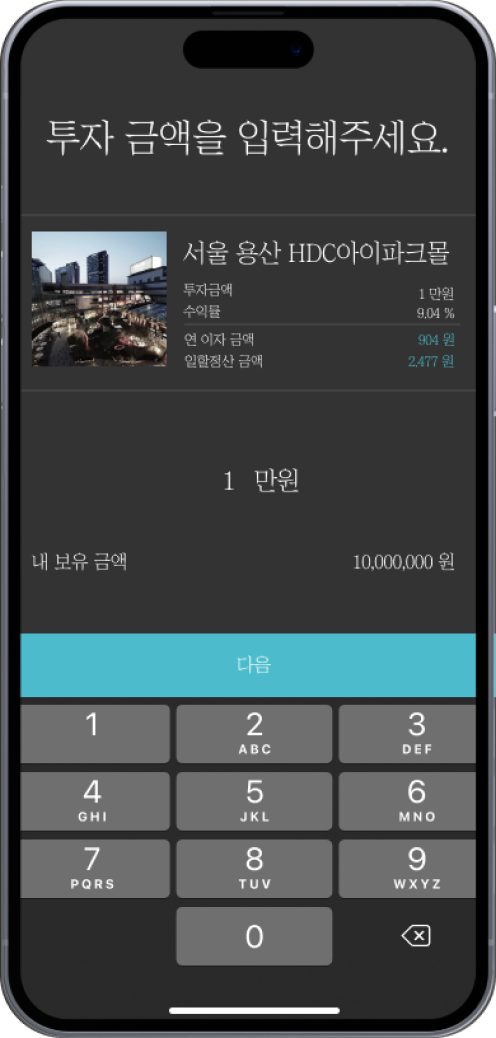 투자 금액을 입력해주세요.
서울 용산 HDC아이파크몰
투자금액 1 만원
수익률 9.04 %
연 이자 금액 904 원
일할정산 금액 2,477 원
1 만원
내 보유 금액 10,000,000 원
다음
1 2 3
ABC DEF
4 5 6
GHI JKL MNO
7 8 9
PQRS TUV WXYZ
0